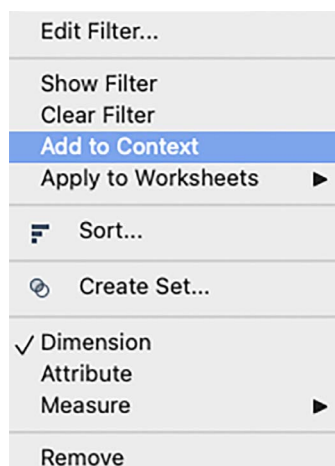 Edit Filter...
Show Filter
Clear Filter
Add to Context
Apply to Worksheets
Sort...
Create Set...
Dimension
Attribute
Measure
Remove